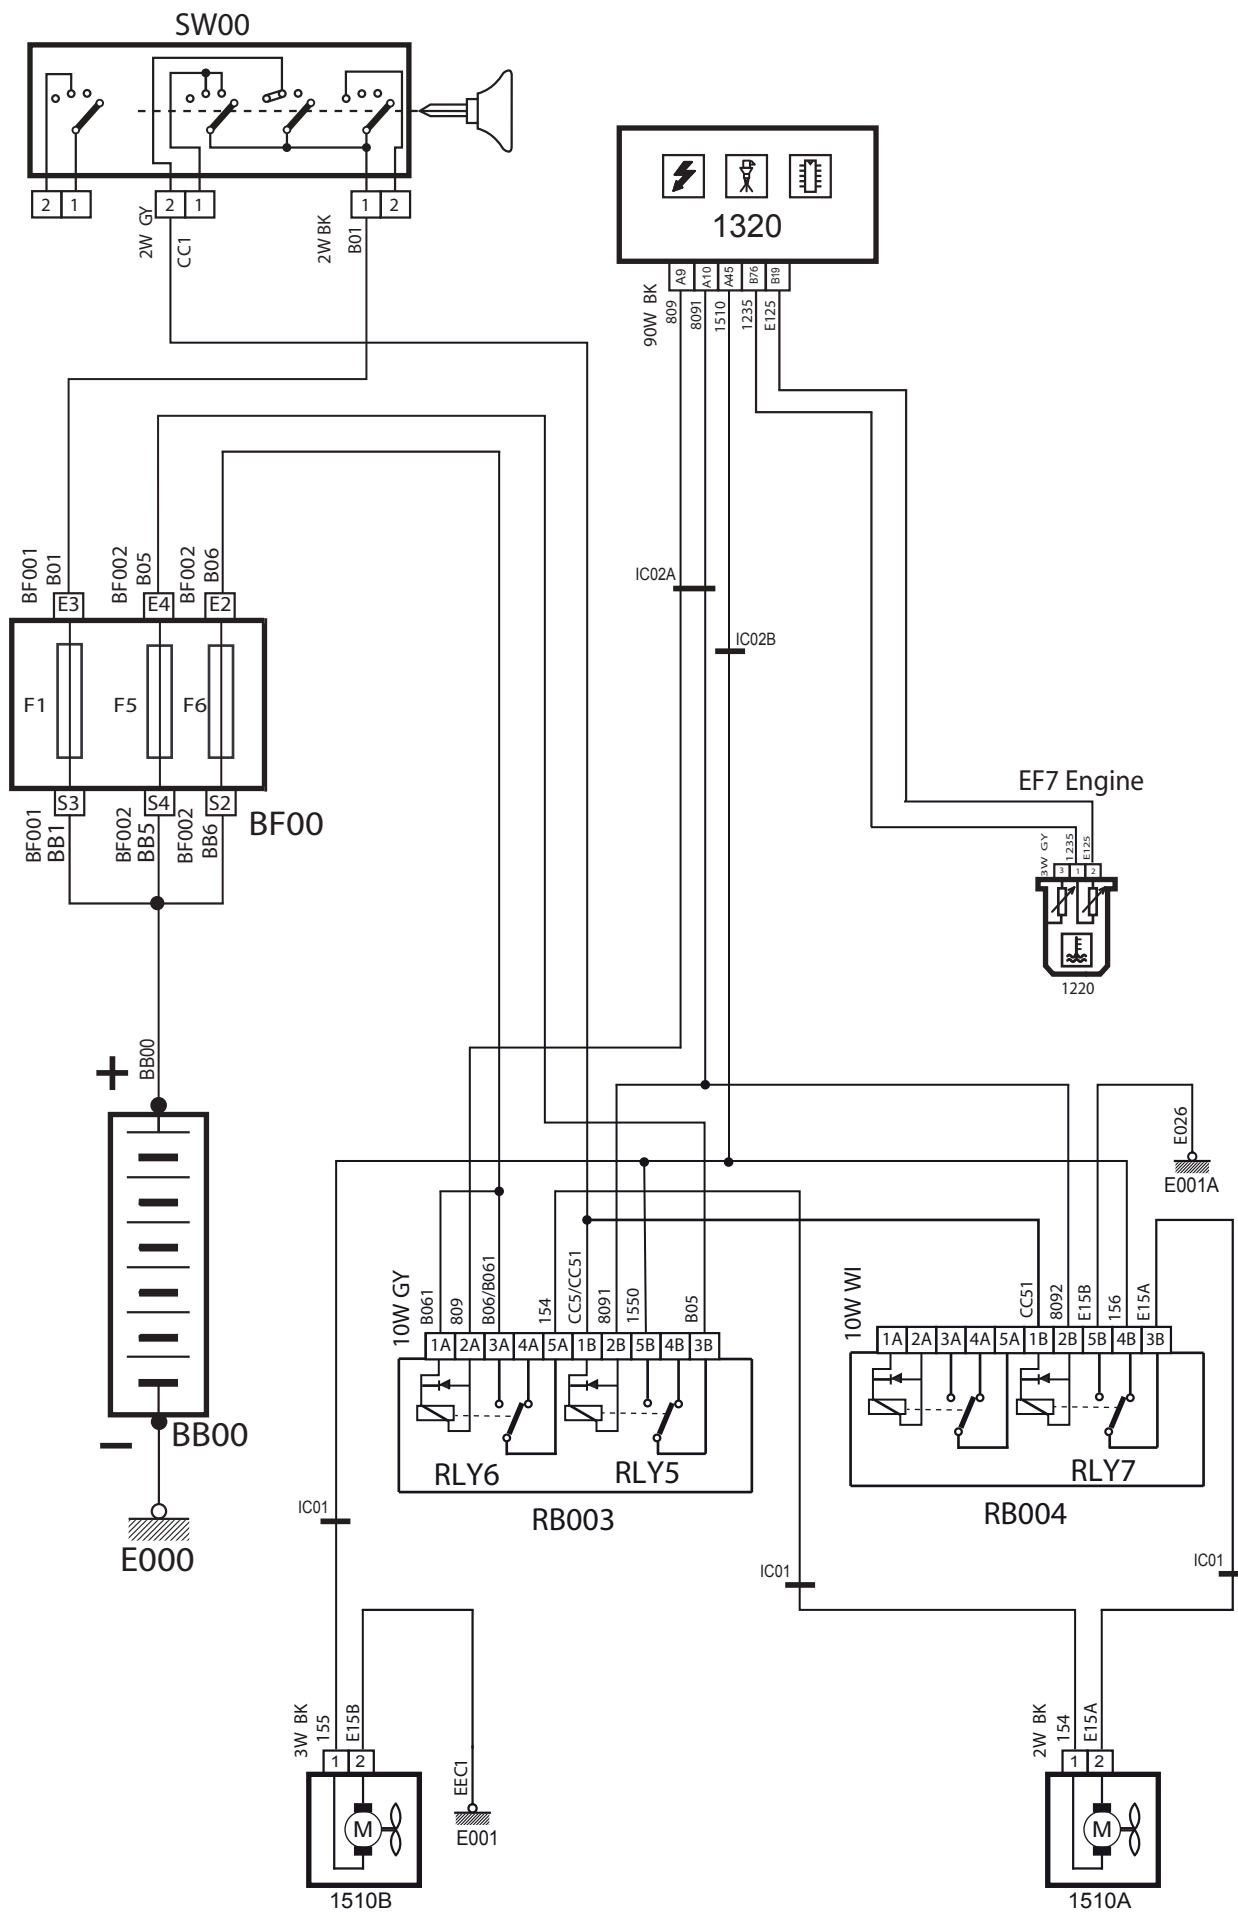 SW00
2 1
2 1
1 2
2W GY
CC1
2W BK
B01
1320
A9 A10 A45 B76 B19
90W BK
809
8091
1510
1235
E125
IC02A
IC02B
BF001
B01
BF002
B05
BF002
B06
E3 E4 E2
F1 F5 F6
S3 S4 S2
BF001
BB1
BF002
BB5
BF002
BB6
BF00
EF7 Engine
3W GY
1235
E125
3 1 2
1220
BB00
+
−
BB00
E000
E026
E001A
10W GY
B061
809
B06/B061
154
CC5/CC51
8091
1550
B05
1A 2A 3A 4A 5A 1B 2B 5B 4B 3B
RLY6 RLY5
RB003
10W WI
CC51
8092
E15B
156
E15A
1A 2A 3A 4A 5A 1B 2B 5B 4B 3B
RLY7
RB004
IC01
IC01
IC01
3W BK
155
E15B
1 2
M
1510B
EEC1
E001
2W BK
154
E15A
1 2
M
1510A